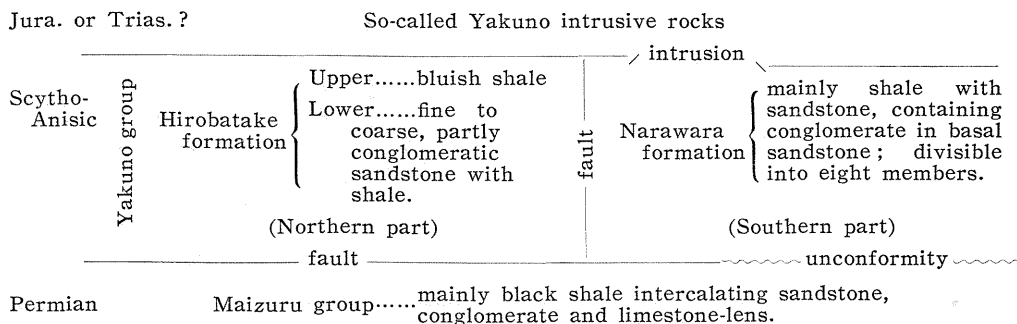 Jura. or Trias. ? So-called Yakuno intrusive rocks
intrusion
Scytho-
Anisic
Yakuno group
Hirobatake
formation
Upper......bluish shale
Lower......fine to
coarse, partly
conglomeratic
sandstone with
shale.
(Northern part)
fault
Narawara
formation
mainly shale with
sandstone, containing
conglomerate in basal
sandstone ; divisible
into eight members.
(Southern part)
fault
unconformity
Permian
Maizuru group......mainly black shale intercalating sandstone,
conglomerate and limestone-lens.